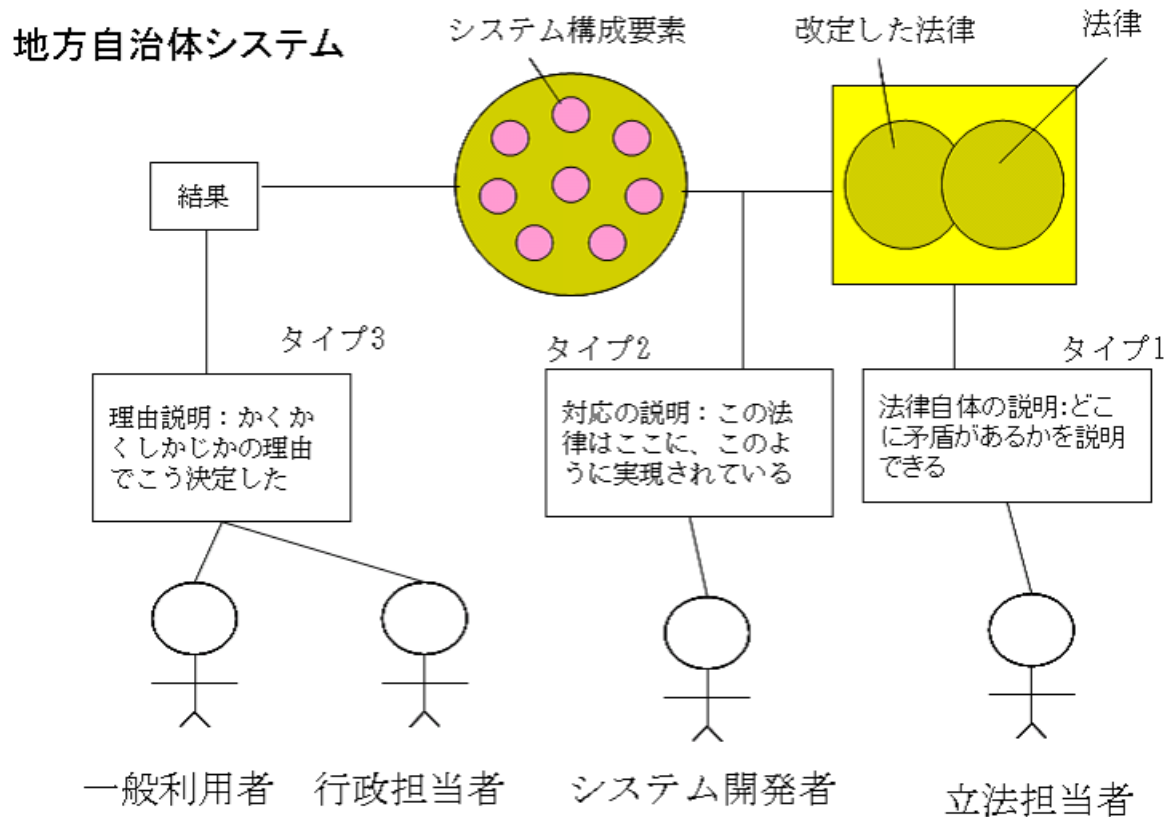 地方自治体システム
システム構成要素
改定した法律
法律
結果
タイプ3
タイプ2
タイプ1
理由説明：かくか
くしかじかの理由
でこう決定した
対応の説明：この法
律はここに、このよ
うに実現されている
法律自体の説明:どこ
に矛盾があるかを説明
できる
一般利用者
行政担当者
システム開発者
立法担当者